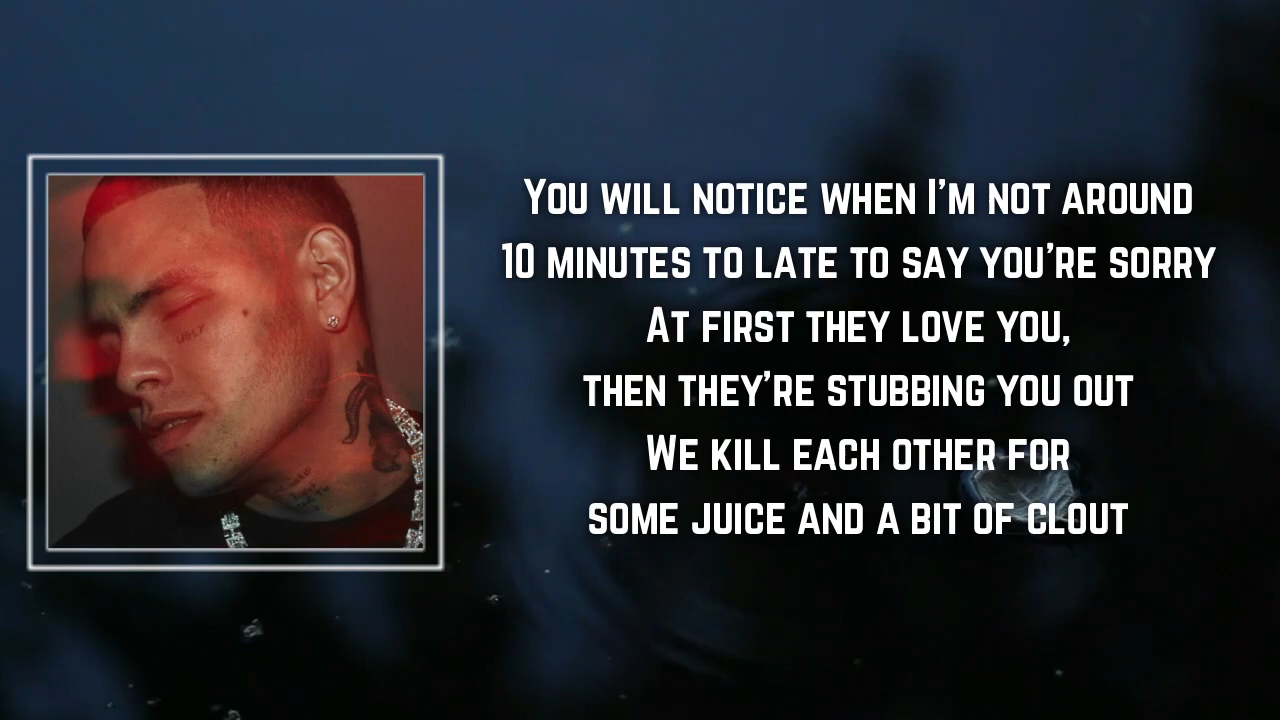 You will notice when I'm not around
10 minutes to late to say you're sorry
At first they love you,
then they're stubbing you out
We kill each other for
some juice and a bit of clout
UGLY